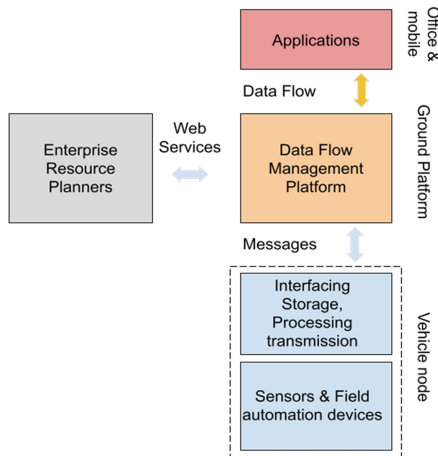 Applications
Office &
mobile
Data Flow
Enterprise
Resource
Planners
Web
Services
Data Flow
Management
Platform
Ground Platform
Messages
Interfacing
Storage,
Processing
transmission
Sensors & Field
automation devices
Vehicle node